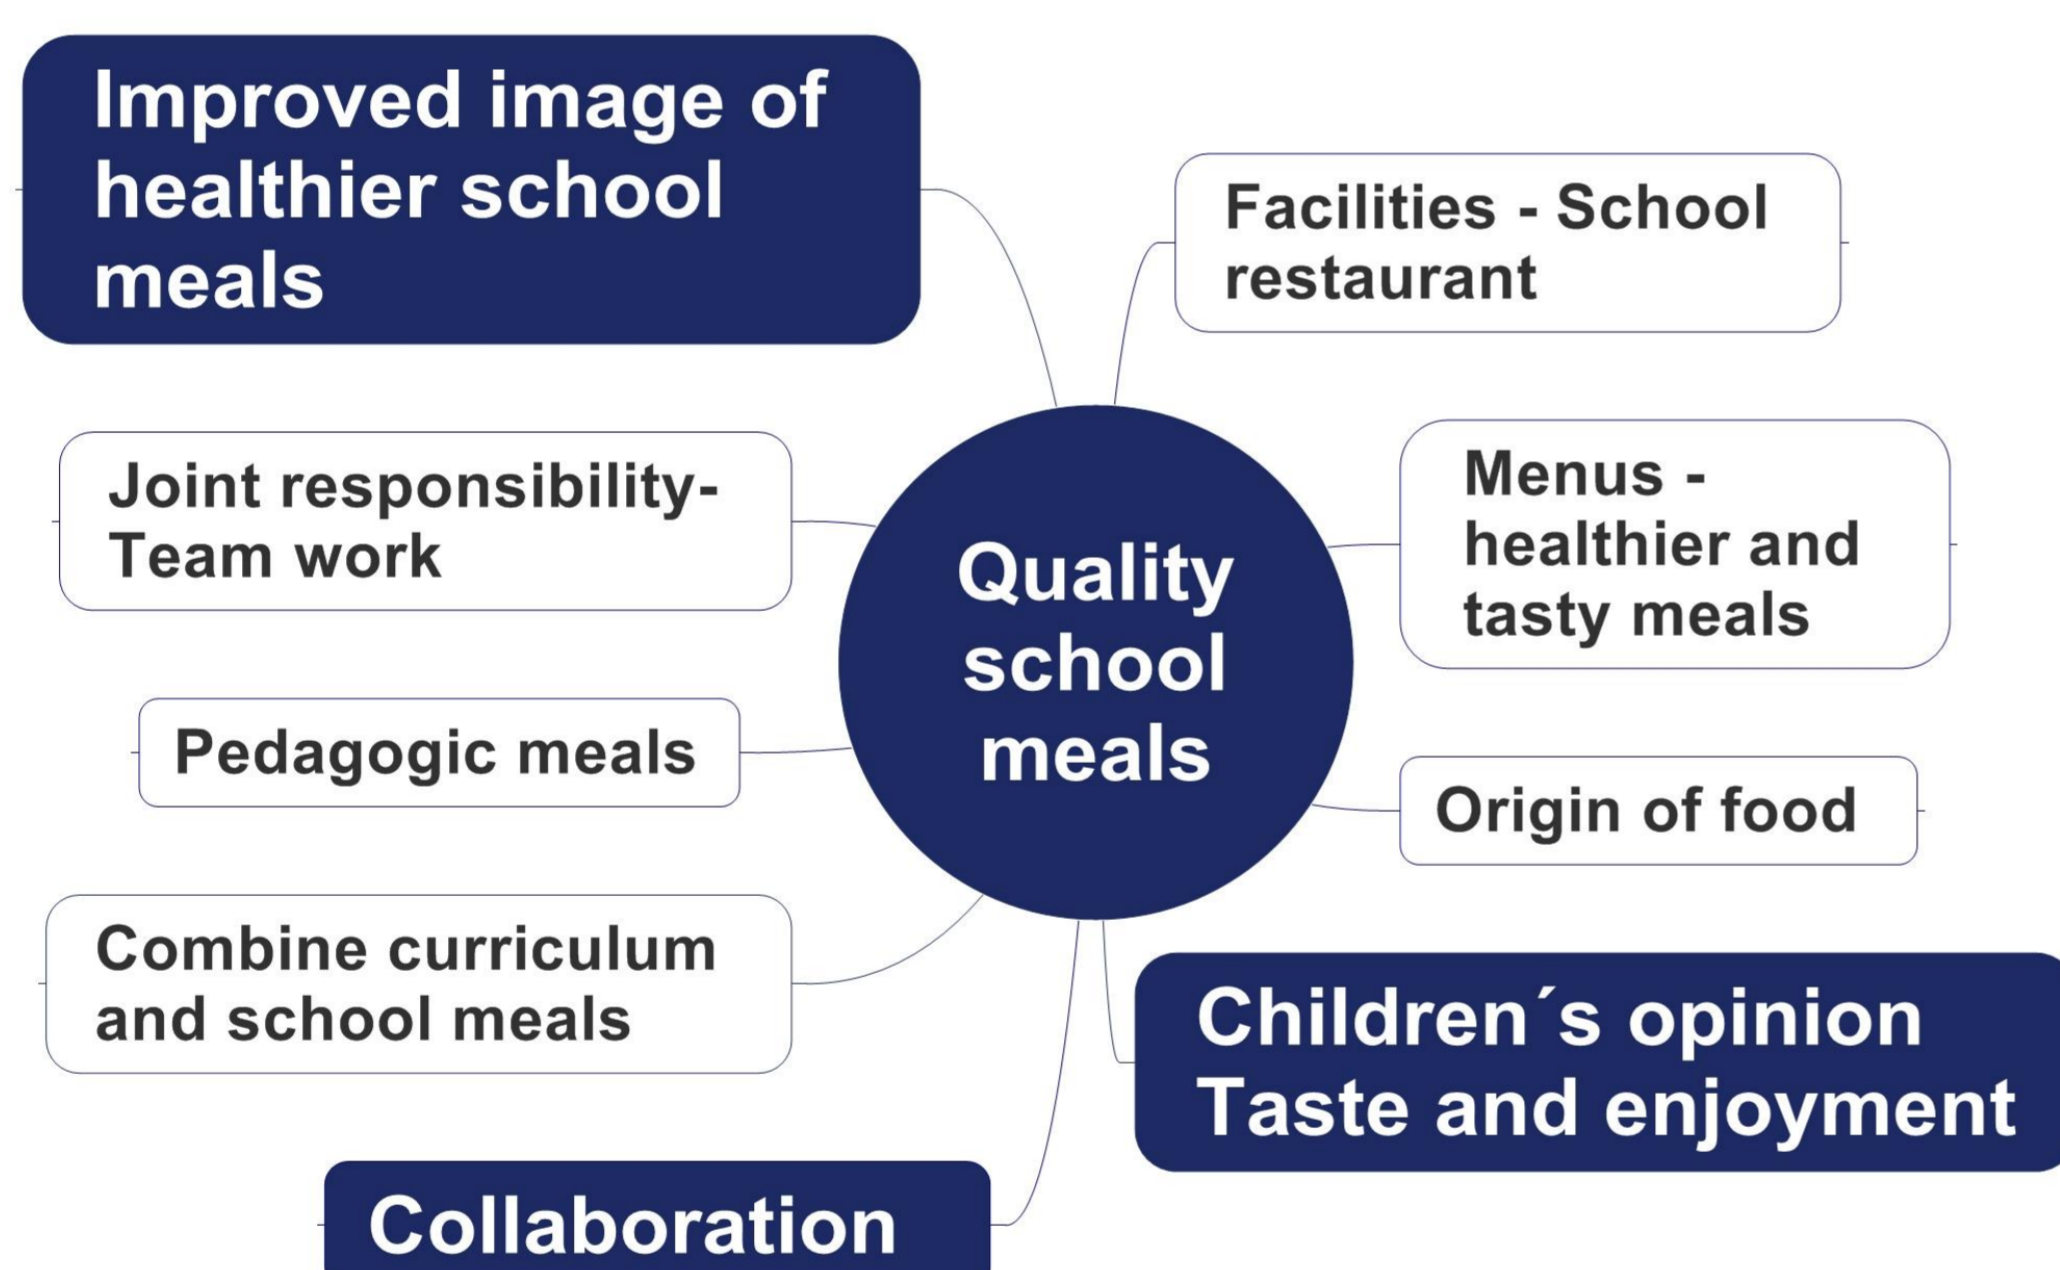 Improved image of
healthier school
meals
Facilities - School
restaurant
Joint responsibility-
Team work
Menus -
healthier and
tasty meals
Quality
school
meals
Pedagogic meals
Origin of food
Combine curriculum
and school meals
Children´s opinion
Taste and enjoyment
Collaboration